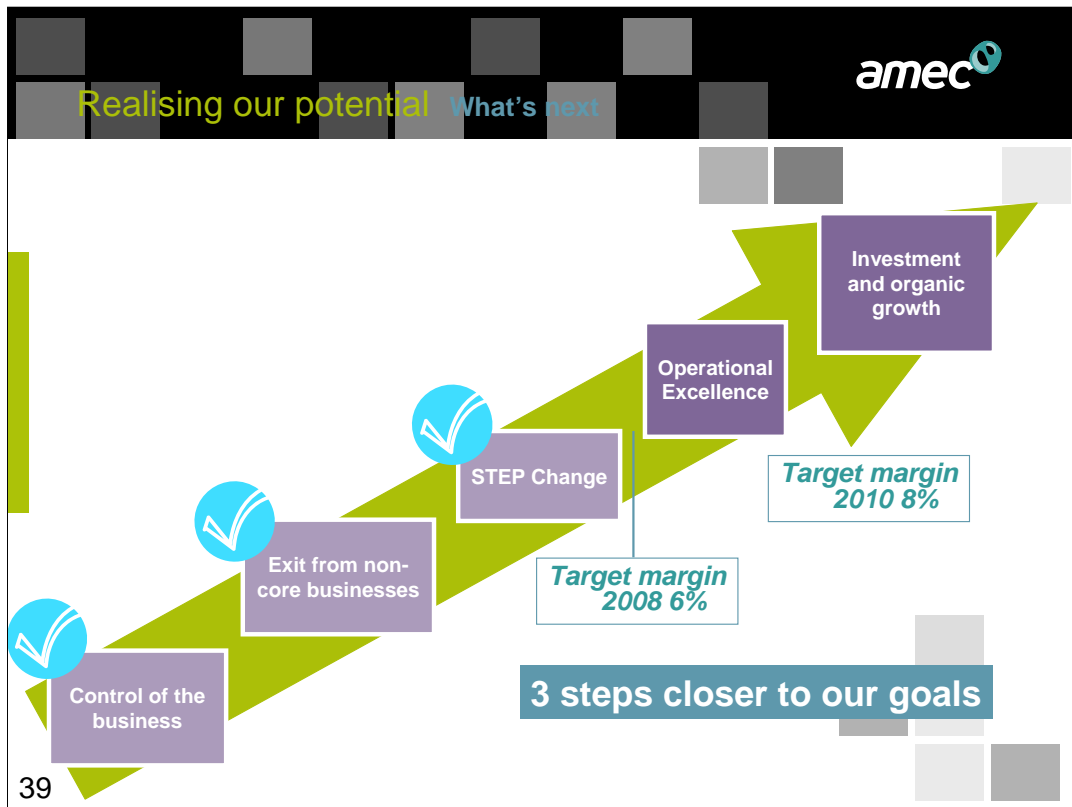 amec
Realising our potential What's next
Investment
and organic
growth
Operational
Excellence
STEP Change
Target margin
2010 8%
Exit from non-
core businesses
Target margin
2008 6%
Control of the
business
3 steps closer to our goals
39